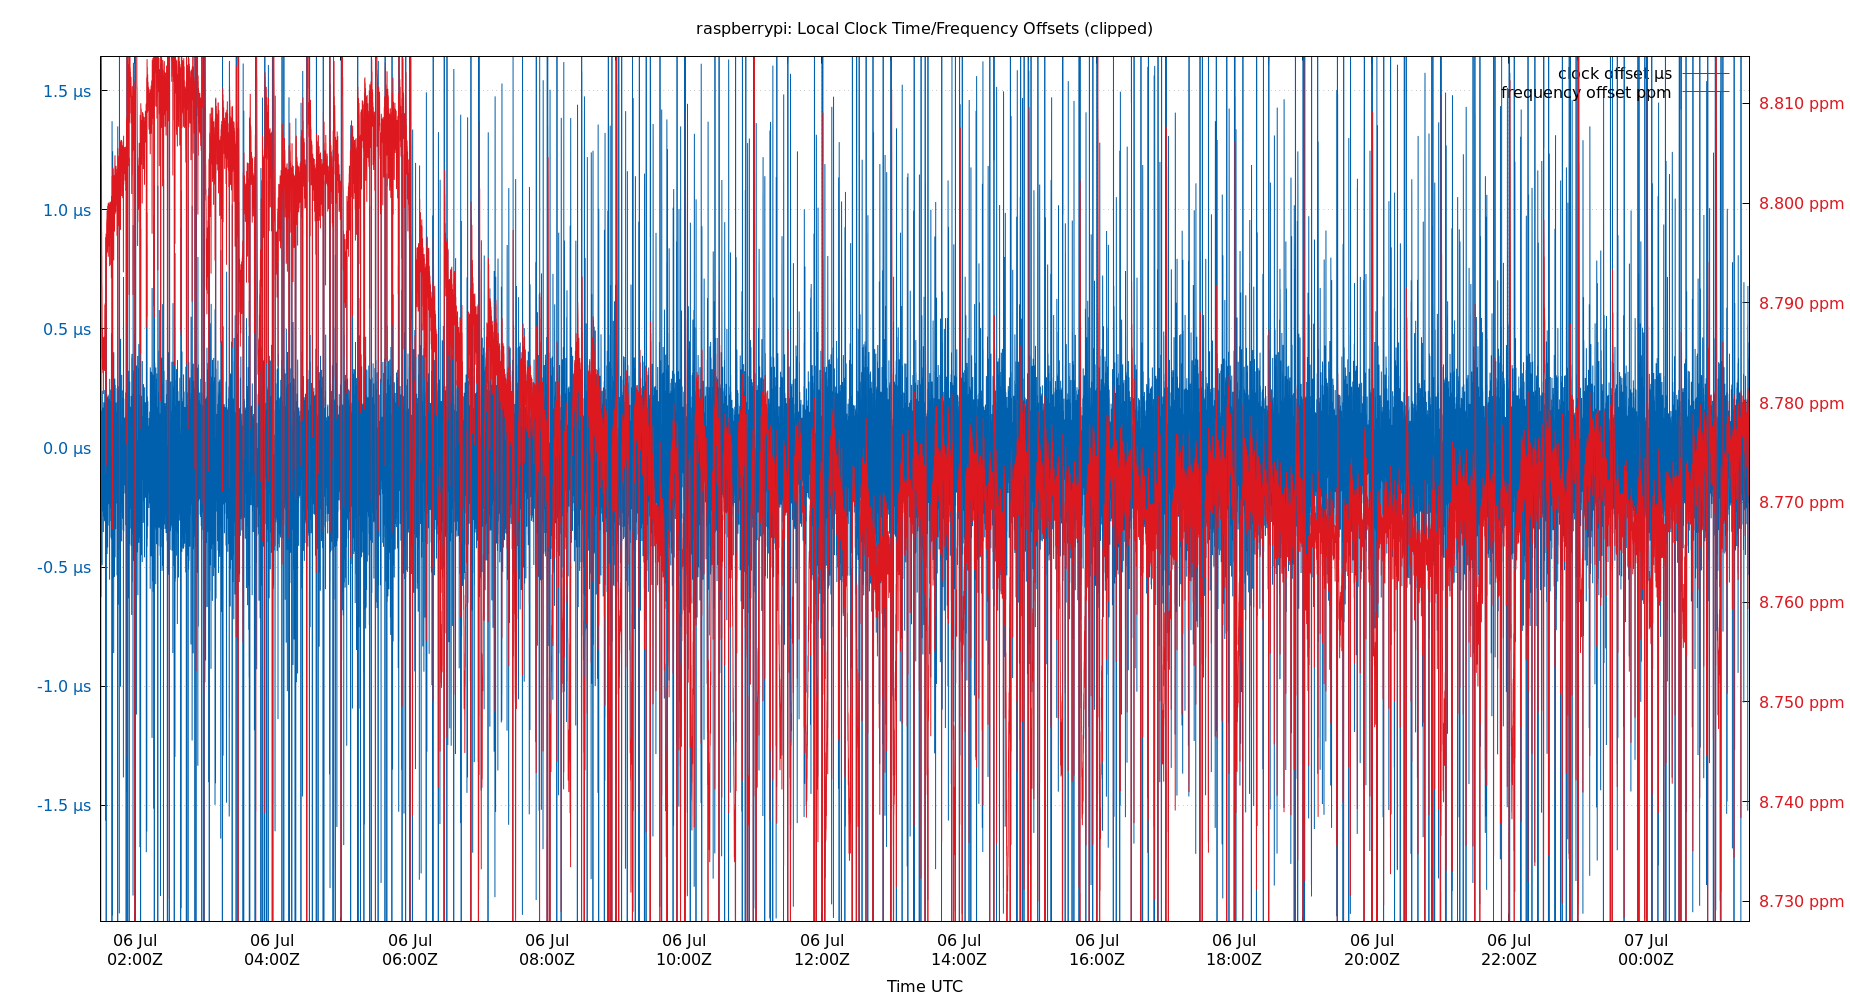 raspberrypi: Local Clock Time/Frequency Offsets (clipped)
clock offset µs
frequency offset ppm
1.5 µs
1.0 µs
0.5 µs
0.0 µs
-0.5 µs
-1.0 µs
-1.5 µs
8.810 ppm
8.800 ppm
8.790 ppm
8.780 ppm
8.770 ppm
8.760 ppm
8.750 ppm
8.740 ppm
8.730 ppm
06 Jul 06 Jul 06 Jul 06 Jul 06 Jul 06 Jul 06 Jul 06 Jul 06 Jul 06 Jul 06 Jul 07 Jul
02:00Z 04:00Z 06:00Z 08:00Z 10:00Z 12:00Z 14:00Z 16:00Z 18:00Z 20:00Z 22:00Z 00:00Z
Time UTC